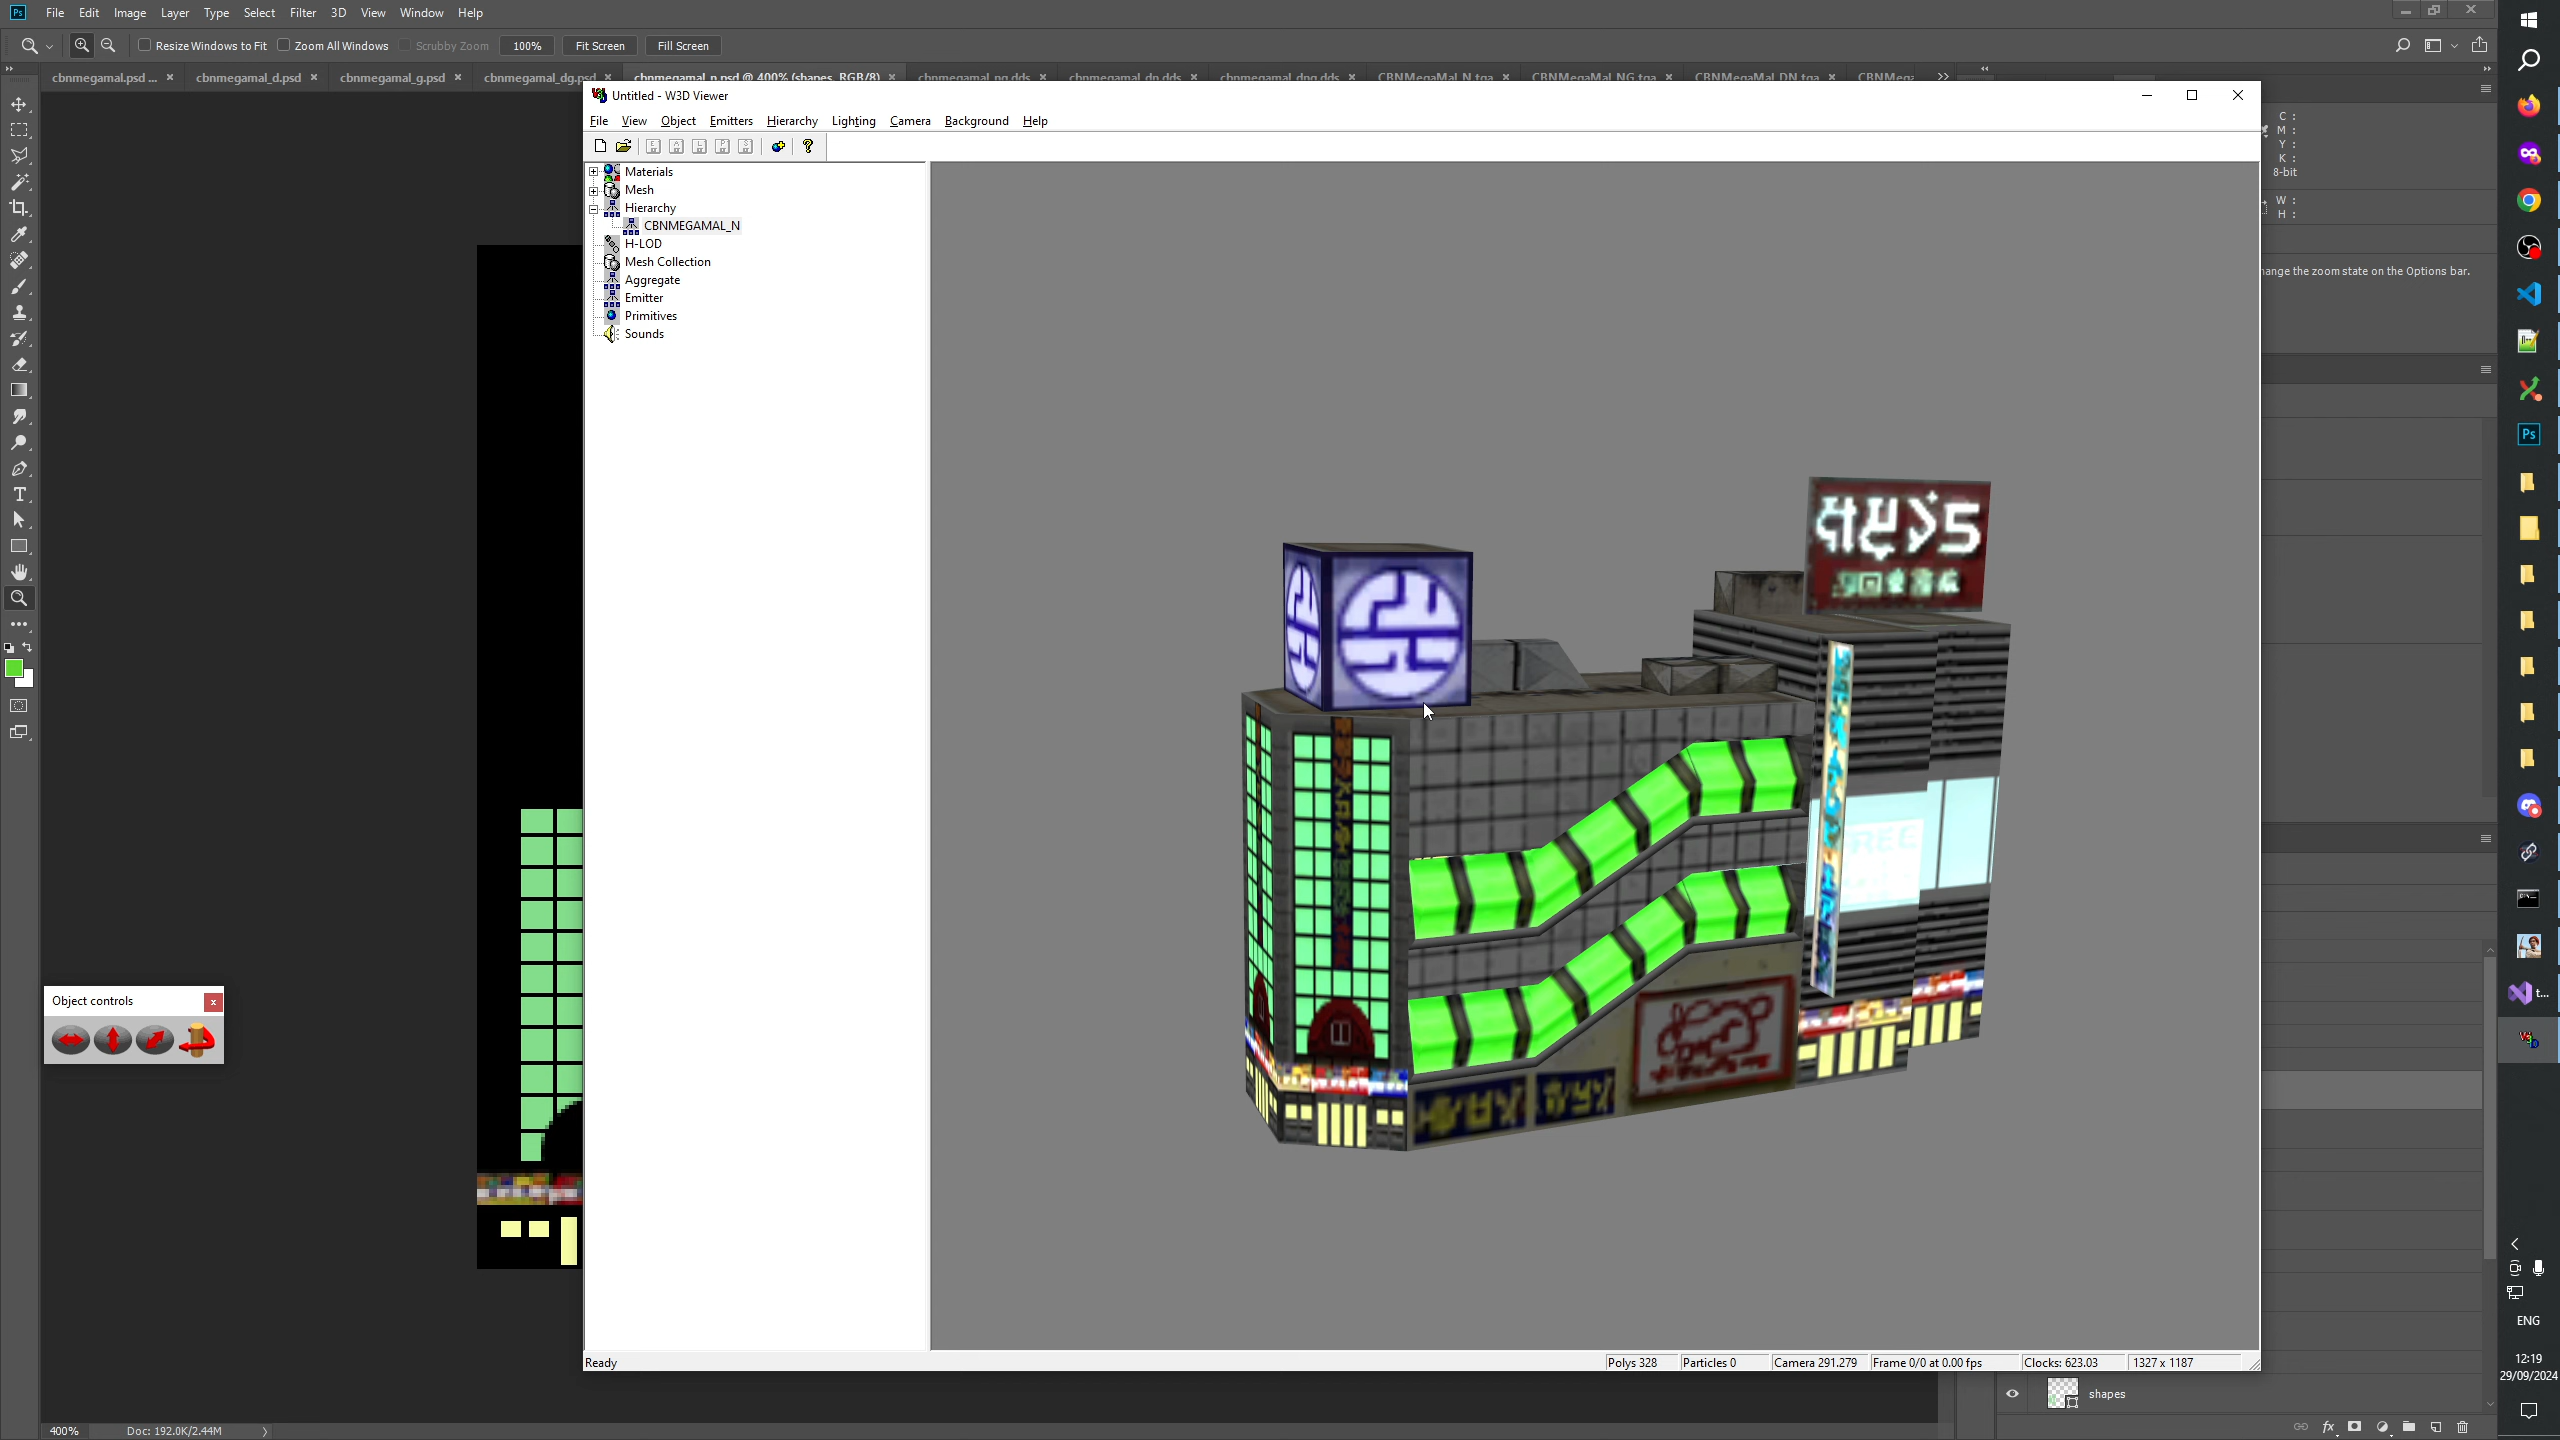 File Edit Image Layer Type Select Filter 3D View Window Help
Resize Windows to Fit Zoom All Windows Scrubby Zoom 100% Fit Screen Fill Screen
cbnmegamal.psd ... cbnmegamal_d.psd cbnmegamal_g.psd cbnmegamal_dg.psd cbnmegamal_n.psd @ 400% (shapes, RGB/8) cbnmegamal_ng.dds cbnmegamal_dn.dds cbnmegamal_dng.dds CBNMegaMal_N.tga CBNMegaMal_NG.tga CBNMegaMal_DN.tga CBNMega
Untitled - W3D Viewer
File View Object Emitters Hierarchy Lighting Camera Background Help
Materials
Mesh
Hierarchy
CBNMEGAMAL_N
H-LOD
Mesh Collection
Aggregate
Emitter
Primitives
Sounds
C :
M :
Y :
K :
8-bit
W :
H :
hange the zoom state on the Options bar.
FREE
Object controls
Ready Polys 328 Particles 0 Camera 291.279 Frame 0/0 at 0.00 fps Clocks: 623.03 1327 x 1187
shapes
400% Doc: 192.0K/2.44M
t...
ENG
12:19
29/09/2024